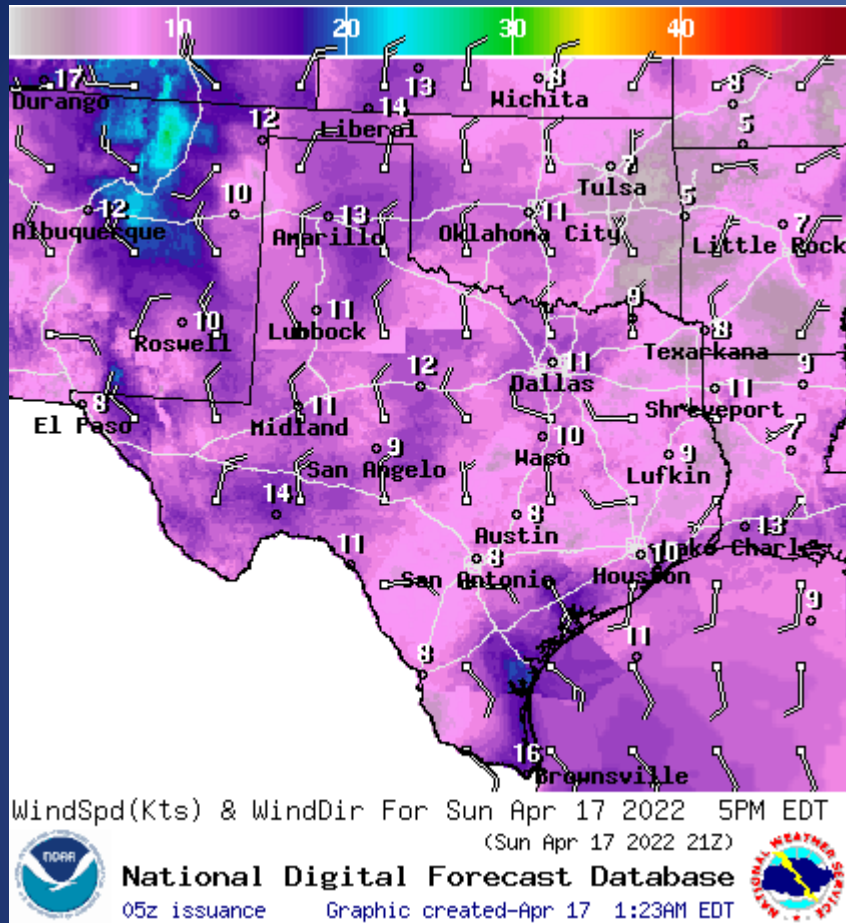 10 20 30 40
17 13 8 8
Durango Wichita
14
Liberal
12 5
7
Tulsa
10 5
12 13 11 7
Albuquerque Amarillo Oklahoma City Little Rock
11 9
10 8
Roswell Lubbock Texarkana
12 11 9
Dallas
8 11 11
El Paso Midland Shreveport
10 7
9 9
San Angelo Waco Lufkin
14 8 13
Austin
11 8 10 Lake Charles
San Antonio Houston
9
11
8
16
Brownsville
WindSpd(Kts) & WindDir For Sun Apr 17 2022 5PM EDT
(Sun Apr 17 2022 21Z)
NOAA
National Digital Forecast Database
05z issuance Graphic created-Apr 17 1:23AM EDT
NATIONAL WEATHER SERVICE